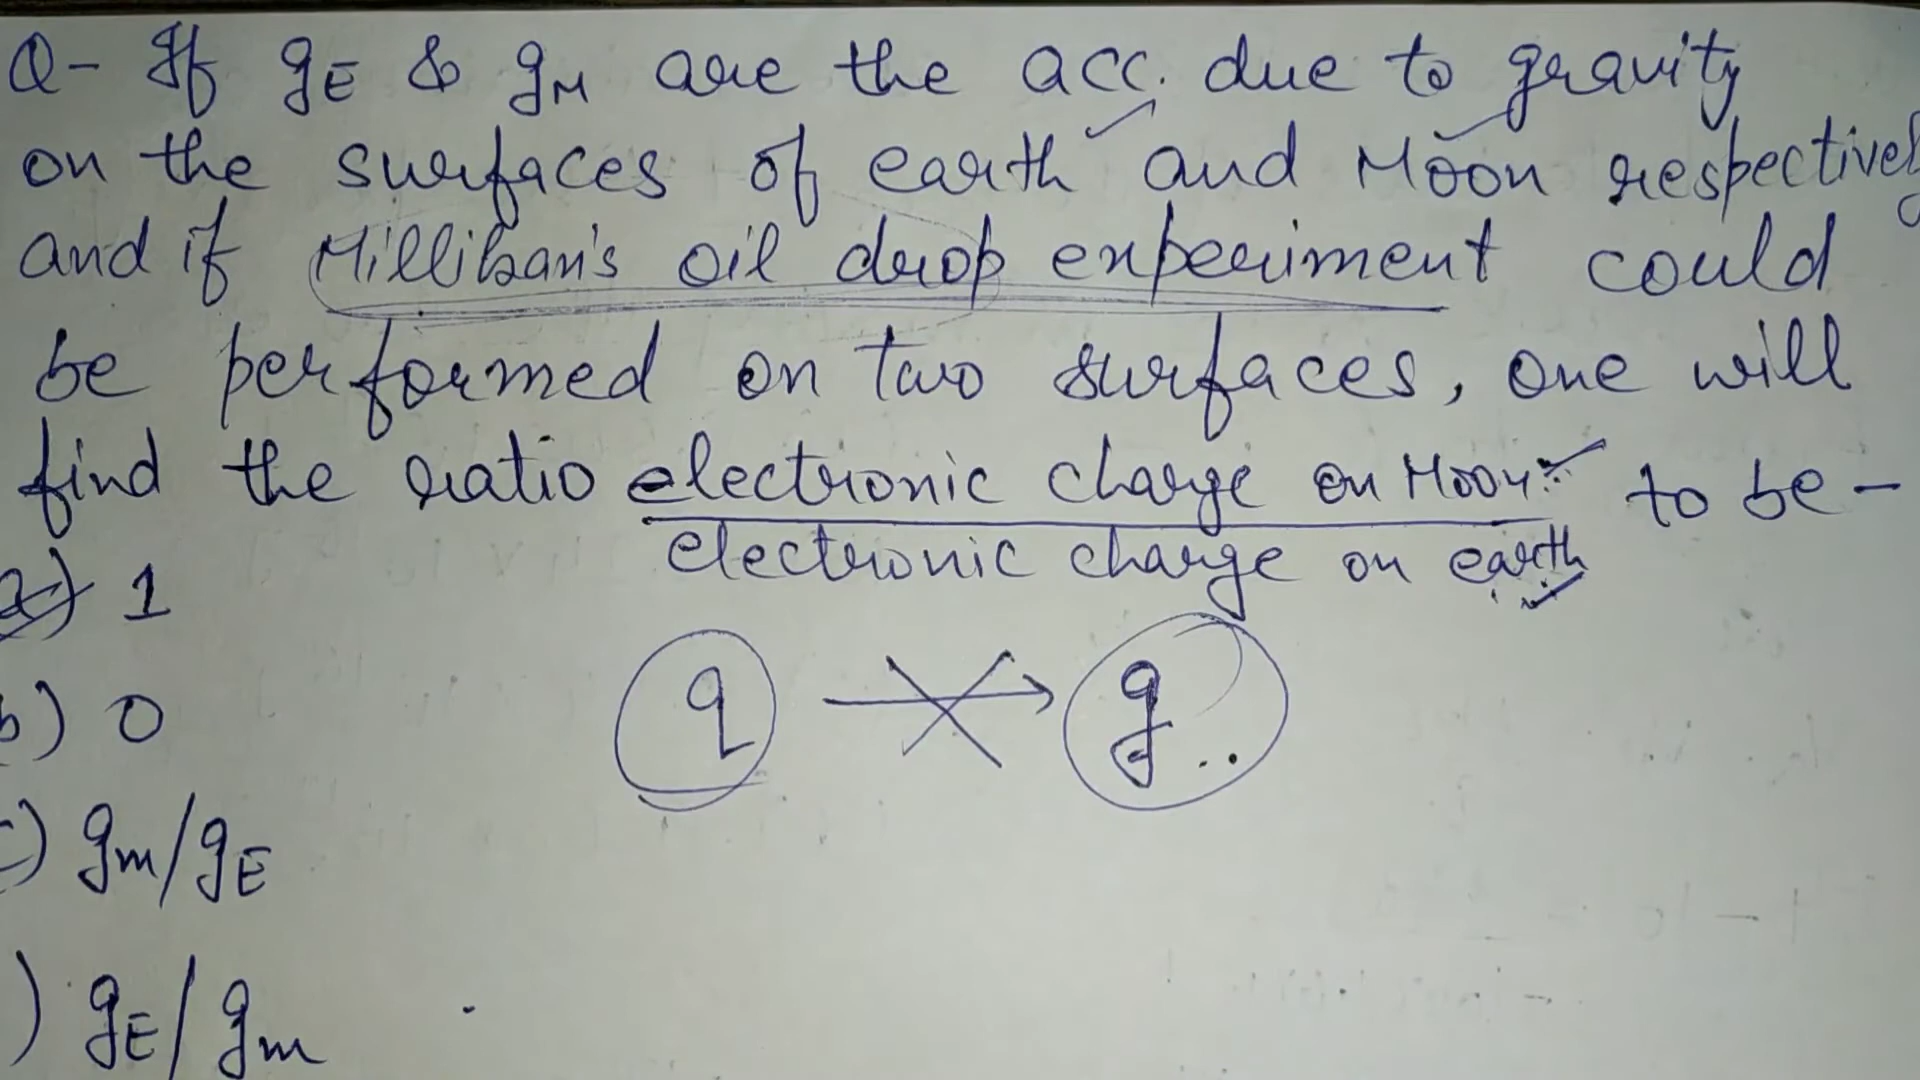 Q- If gE & gM are the acc. due to gravity
on the surfaces of earth and Moon respectively
and if Millikan's oil drop experiment could
be performed on two surfaces, one will
find the ratio electronic charge on Moon to be -
electronic charge on earth
a) 1
b) 0
c) gm/gE
) gE/gm
q → g